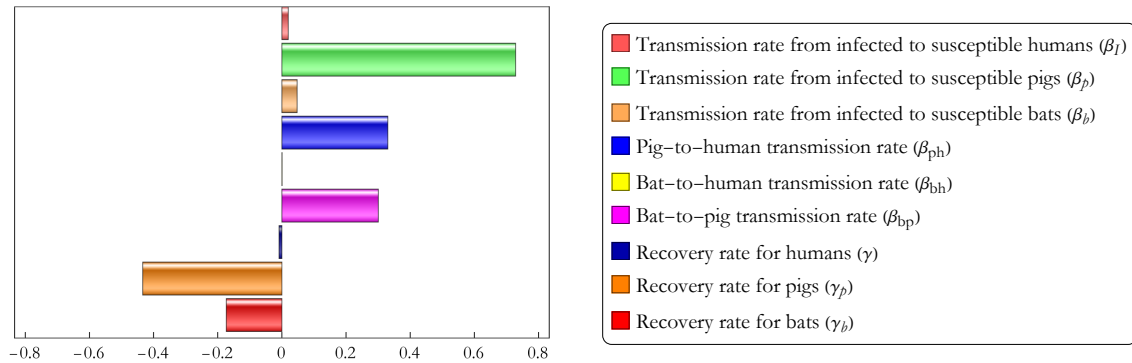 −0.8 −0.6 −0.4 −0.2 0 0.2 0.4 0.6 0.8
Transmission rate from infected to susceptible humans (β_I)
Transmission rate from infected to susceptible pigs (β_p)
Transmission rate from infected to susceptible bats (β_b)
Pig−to−human transmission rate (β_ph)
Bat−to−human transmission rate (β_bh)
Bat−to−pig transmission rate (β_bp)
Recovery rate for humans (γ)
Recovery rate for pigs (γ_p)
Recovery rate for bats (γ_b)